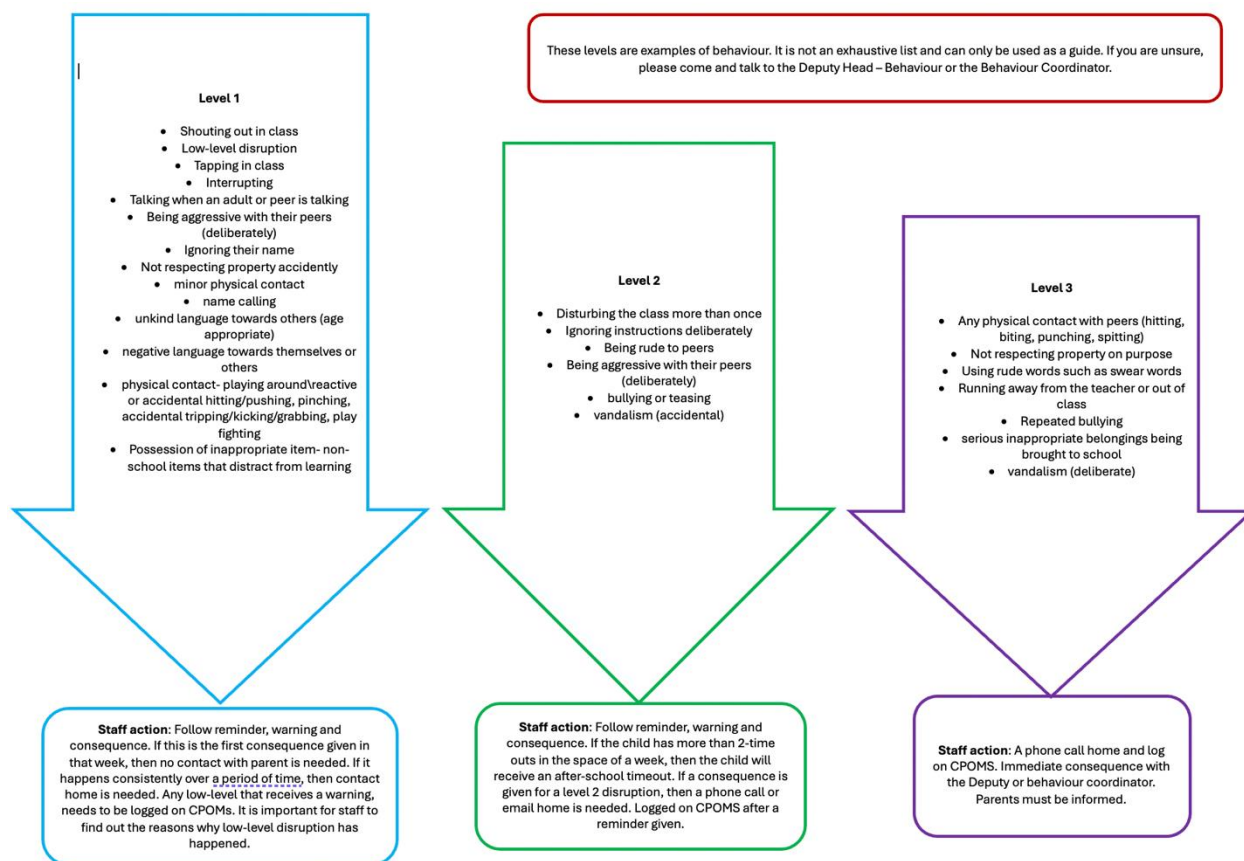 These levels are examples of behaviour. It is not an exhaustive list and can only be used as a guide. If you are unsure,
please come and talk to the Deputy Head – Behaviour or the Behaviour Coordinator.
Level 1
• Shouting out in class
• Low-level disruption
• Tapping in class
• Interrupting
• Talking when an adult or peer is talking
• Being aggressive with their peers
(deliberately)
• Ignoring their name
• Not respecting property accidently
• minor physical contact
• name calling
• unkind language towards others (age
appropriate)
• negative language towards themselves or
others
• physical contact- playing around\reactive
or accidental hitting/pushing, pinching,
accidental tripping/kicking/grabbing, play
fighting
• Possession of inappropriate item- non-
school items that distract from learning
Staff action: Follow reminder, warning and
consequence. If this is the first consequence given in
that week, then no contact with parent is needed. If
it happens consistently over a period of time, then contact
home is needed. Any low-level that receives a warning,
needs to be logged on CPOMs. It is important for staff to
find out the reasons why low-level disruption has
happened.
Level 2
• Disturbing the class more than once
• Ignoring instructions deliberately
• Being rude to peers
• Being aggressive with their peers
(deliberately)
• bullying or teasing
• vandalism (accidental)
Staff action: Follow reminder, warning and
consequence. If the child has more than 2-time
outs in the space of a week, then the child will
receive an after-school timeout. If a consequence is
given for a level 2 disruption, then a phone call or
email home is needed. Logged on CPOMS after a
reminder given.
Level 3
• Any physical contact with peers (hitting,
biting, punching, spitting)
• Not respecting property on purpose
• Using rude words such as swear words
• Running away from the teacher or out of
class
• Repeated bullying
• serious inappropriate belongings being
brought to school
• vandalism (deliberate)
Staff action: A phone call home and log
on CPOMS. Immediate consequence with
the Deputy or behaviour coordinator.
Parents must be informed.